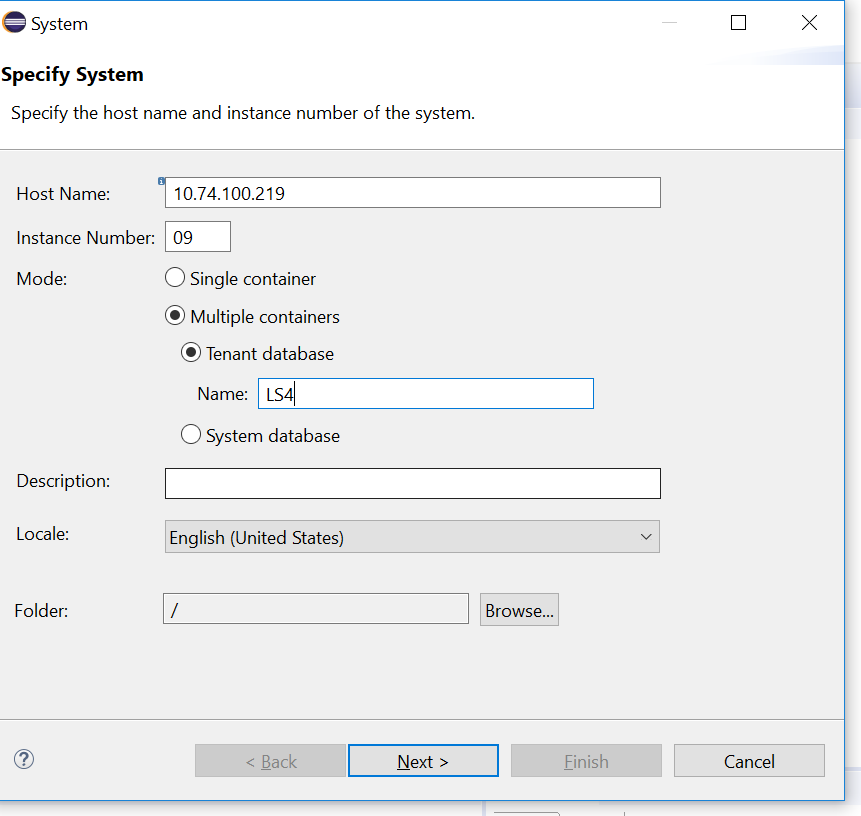 System
Specify System
Specify the host name and instance number of the system.
Host Name: 10.74.100.219
Instance Number: 09
Mode: Single container
Multiple containers
Tenant database
Name: LS4
System database
Description:
Locale: English (United States)
Folder: / Browse...
< Back Next > Finish Cancel